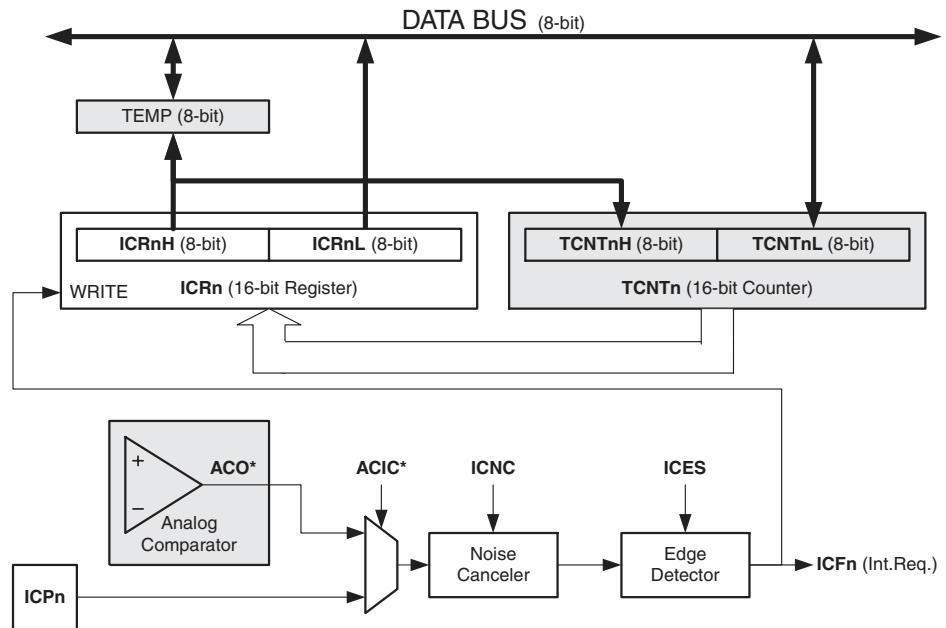 DATA BUS (8-bit)
TEMP (8-bit)
ICRnH (8-bit)
ICRnL (8-bit)
TCNTnH (8-bit)
TCNTnL (8-bit)
WRITE
ICRn (16-bit Register)
TCNTn (16-bit Counter)
+
−
ACO*
Analog
Comparator
ACIC*
ICNC
ICES
Noise
Canceler
Edge
Detector
ICFn (Int.Req.)
ICPn